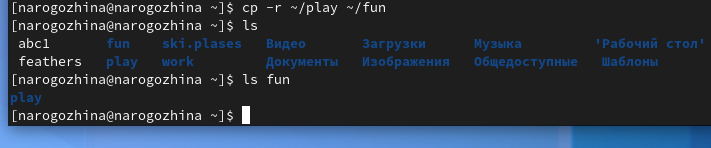 [narogozhina@narogozhina ~]$ cp -r ~/play ~/fun
[narogozhina@narogozhina ~]$ ls
abc1 fun ski.plases Видео Загрузки Музыка 'Рабочий стол'
feathers play work Документы Изображения Общедоступные Шаблоны
[narogozhina@narogozhina ~]$ ls fun
play
[narogozhina@narogozhina ~]$